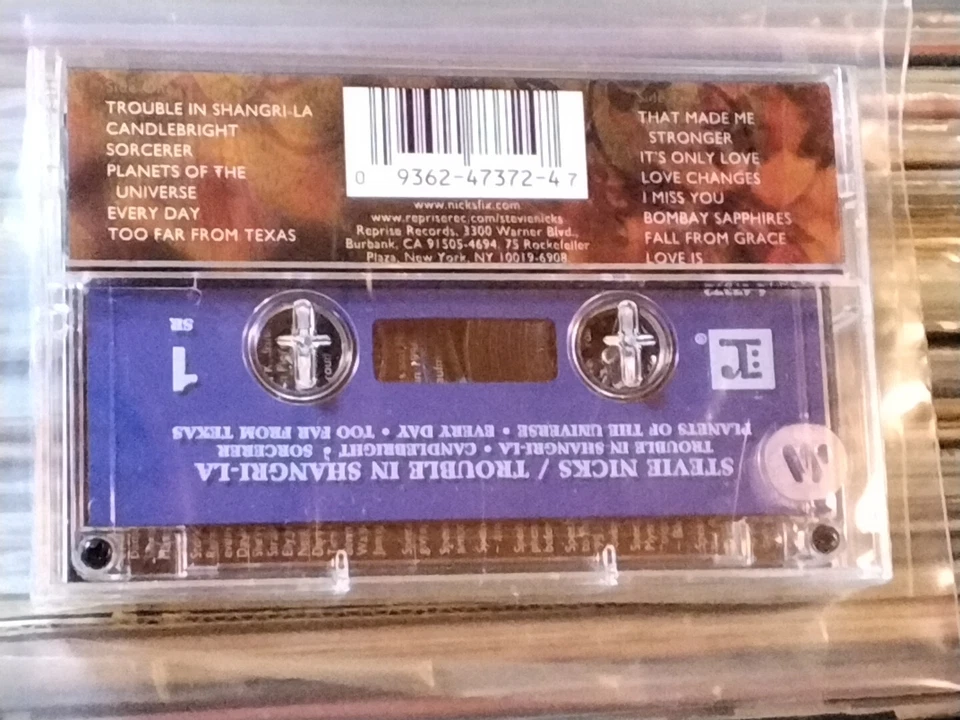 Side One
TROUBLE IN SHANGRI-LA
CANDLEBRIGHT
SORCERER
PLANETS OF THE
UNIVERSE
EVERY DAY
TOO FAR FROM TEXAS
0 9362-47372-4 7
www.nicksfix.com
www.repriserec.com/stevienicks
Reprise Records, 3300 Warner Blvd.,
Burbank, CA 91505-4694, 75 Rockefeller
Plaza, New York, NY 10019-6908
Side
THAT MADE ME
STRONGER
IT'S ONLY LOVE
LOVE CHANGES
I MISS YOU
BOMBAY SAPPHIRES
FALL FROM GRACE
LOVE IS
STEVIE NICKS / TROUBLE IN SHANGRI-LA
TROUBLE IN SHANGRI-LA • CANDLEBRIGHT • SORCERER
PLANETS OF THE UNIVERSE • EVERY DAY • TOO FAR FROM TEXAS
1
SR